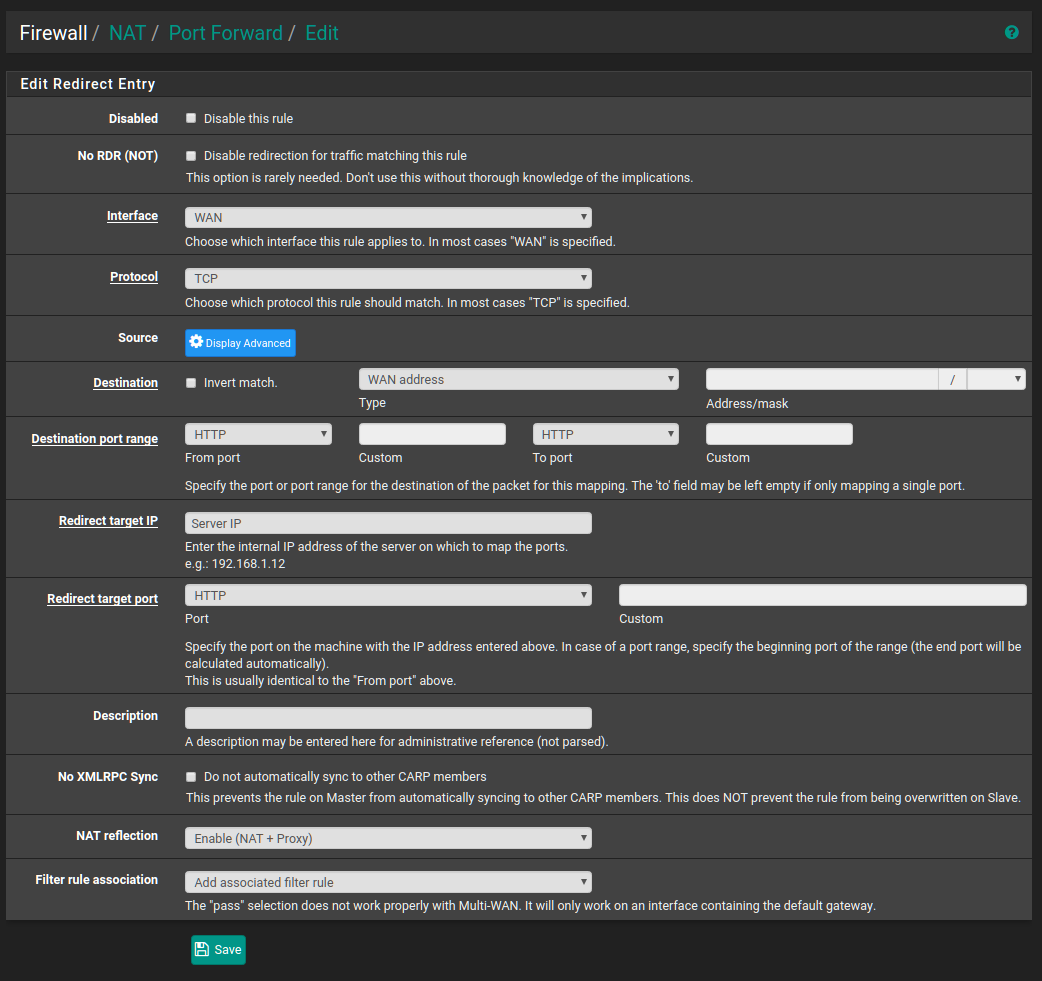 Firewall / NAT / Port Forward / Edit
Edit Redirect Entry
Disabled Disable this rule
No RDR (NOT) Disable redirection for traffic matching this rule
This option is rarely needed. Don't use this without thorough knowledge of the implications.
Interface WAN
Choose which interface this rule applies to. In most cases "WAN" is specified.
Protocol TCP
Choose which protocol this rule should match. In most cases "TCP" is specified.
Source Display Advanced
Destination Invert match. WAN address /
Type Address/mask
Destination port range HTTP HTTP
From port Custom To port Custom
Specify the port or port range for the destination of the packet for this mapping. The 'to' field may be left empty if only mapping a single port.
Redirect target IP Server IP
Enter the internal IP address of the server on which to map the ports.
e.g.: 192.168.1.12
Redirect target port HTTP
Port Custom
Specify the port on the machine with the IP address entered above. In case of a port range, specify the beginning port of the range (the end port will be
calculated automatically).
This is usually identical to the "From port" above.
Description
A description may be entered here for administrative reference (not parsed).
No XMLRPC Sync Do not automatically sync to other CARP members
This prevents the rule on Master from automatically syncing to other CARP members. This does NOT prevent the rule from being overwritten on Slave.
NAT reflection Enable (NAT + Proxy)
Filter rule association Add associated filter rule
The "pass" selection does not work properly with Multi-WAN. It will only work on an interface containing the default gateway.
Save